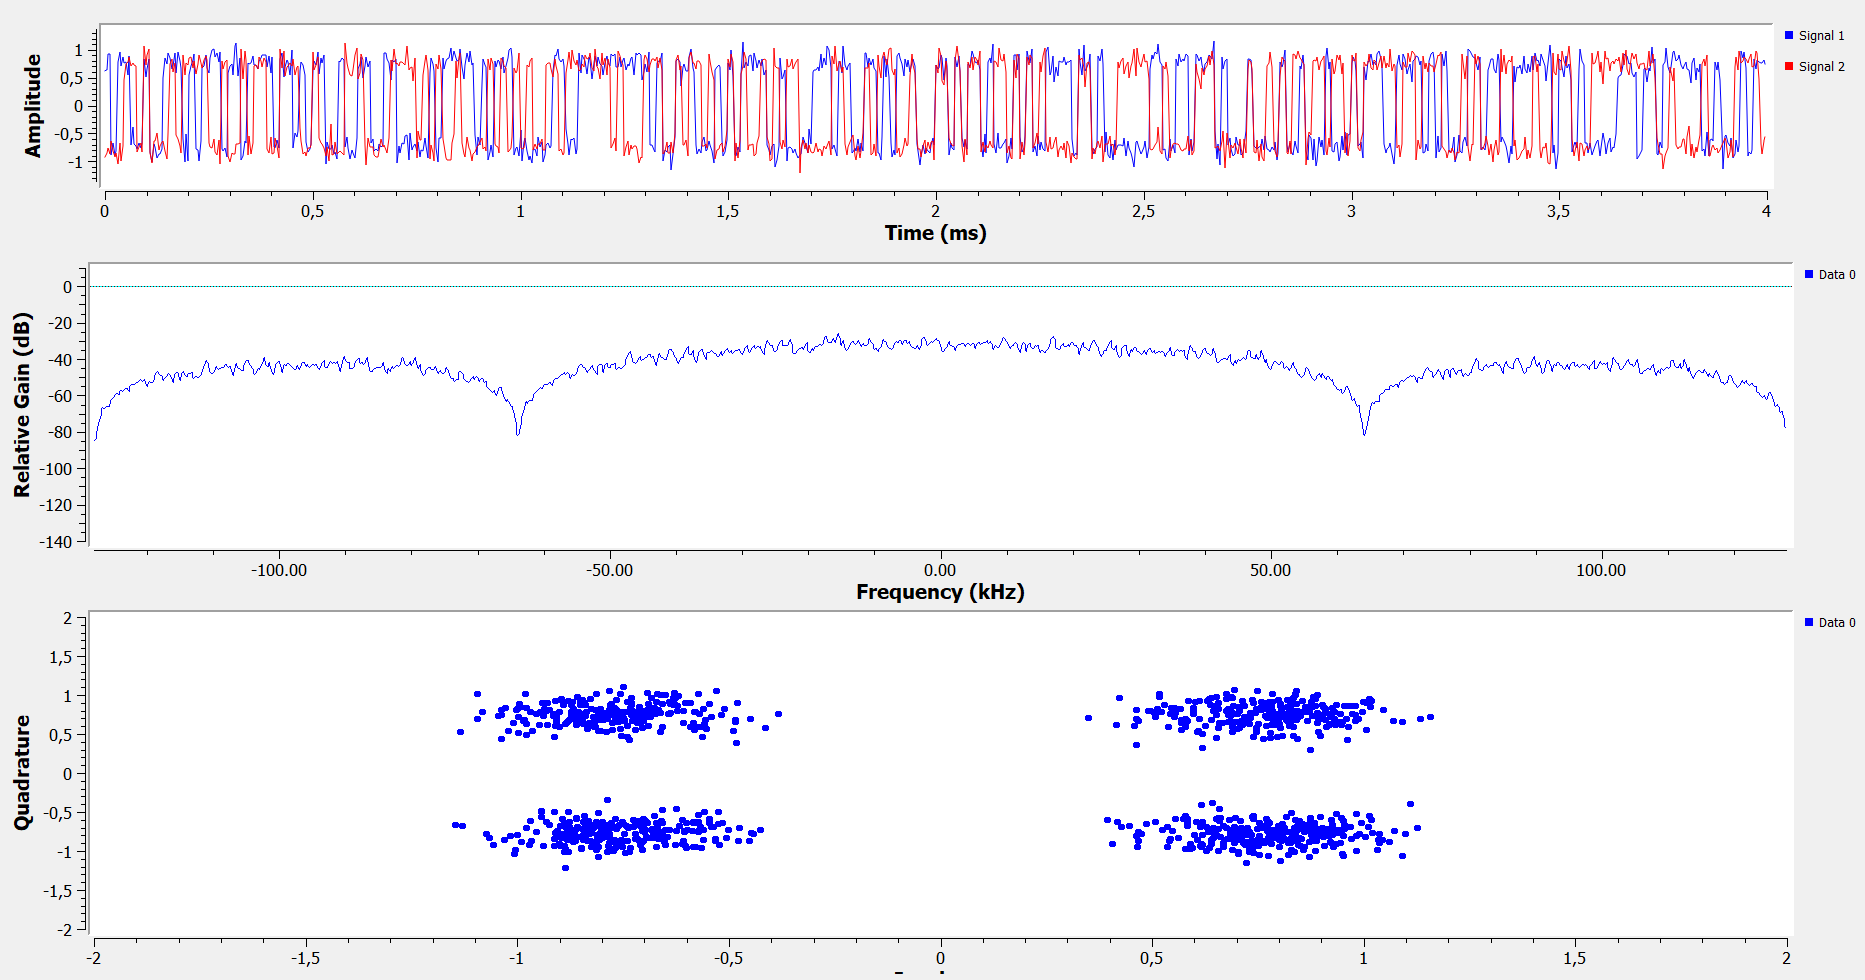 Amplitude
1
0,5
0
-0,5
-1
Signal 1
Signal 2
0 0,5 1 1,5 2 2,5 3 3,5 4
Time (ms)
Relative Gain (dB)
0
-20
-40
-60
-80
-100
-120
-140
Data 0
-100.00 -50.00 0.00 50.00 100.00
Frequency (kHz)
Quadrature
2
1,5
1
0,5
0
-0,5
-1
-1,5
-2
Data 0
-2 -1,5 -1 -0,5 0 0,5 1 1,5 2